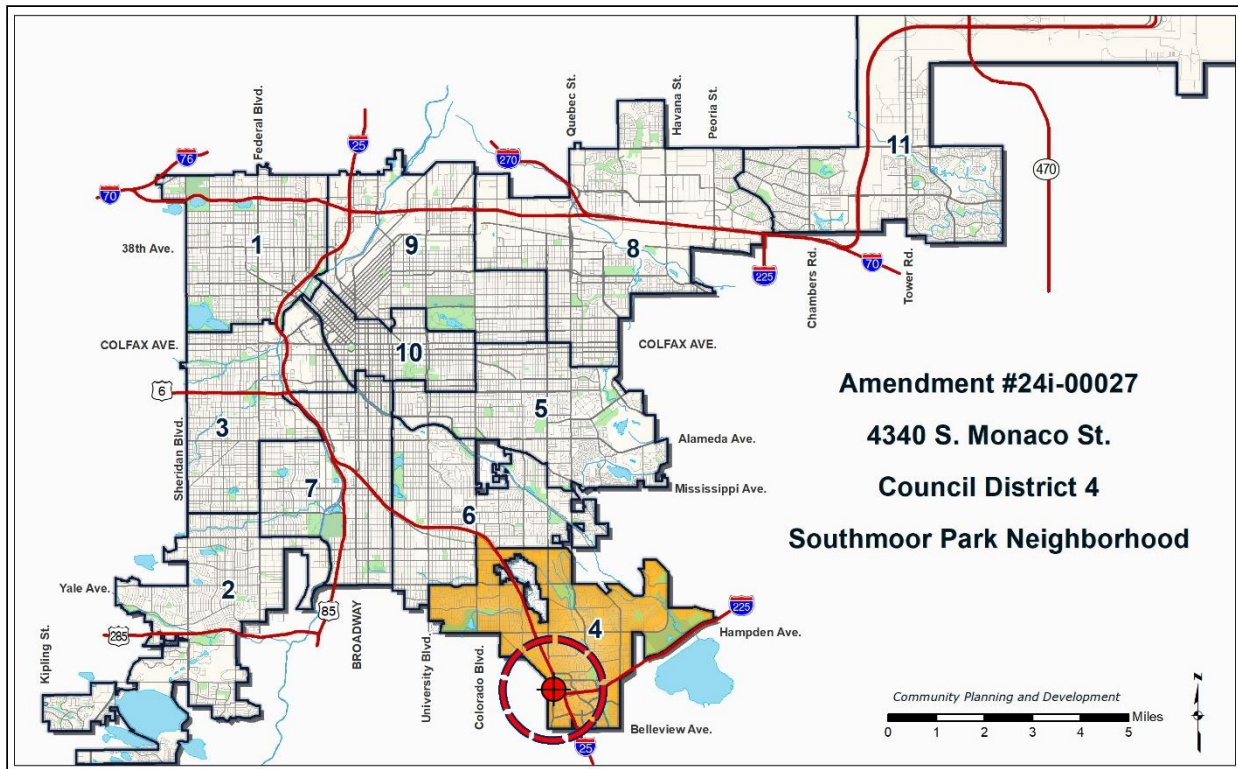 Federal Blvd.
Quebec St.
Havana St.
Peoria St.
25
76
70
270
11
470
38th Ave.
1
9
8
225
Chambers Rd.
70
Tower Rd.
COLFAX AVE.
10
COLFAX AVE.
6
3
Sheridan Blvd.
5
Alameda Ave.
7
6
Mississippi Ave.
Amendment #24i-00027
4340 S. Monaco St.
Council District 4
Southmoor Park Neighborhood
Yale Ave.
2
85
285
BROADWAY
University Blvd.
Colorado Blvd.
4
225
Hampden Ave.
Kipling St.
Belleview Ave.
25
Community Planning and Development
0 1 2 3 4 5 Miles
N